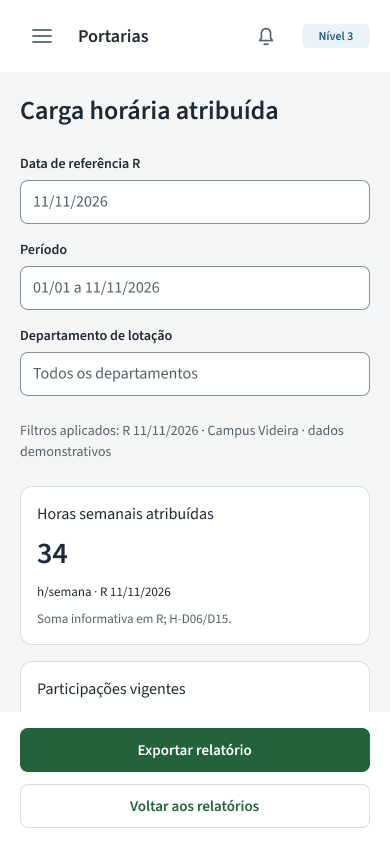 Portarias
Nível 3
Carga horária atribuída
Data de referência R
11/11/2026
Período
01/01 a 11/11/2026
Departamento de lotação
Todos os departamentos
Filtros aplicados: R 11/11/2026 · Campus Videira · dados
demonstrativos
Horas semanais atribuídas
34
h/semana · R 11/11/2026
Soma informativa em R; H-D06/D15.
Participações vigentes
Exportar relatório
Voltar aos relatórios